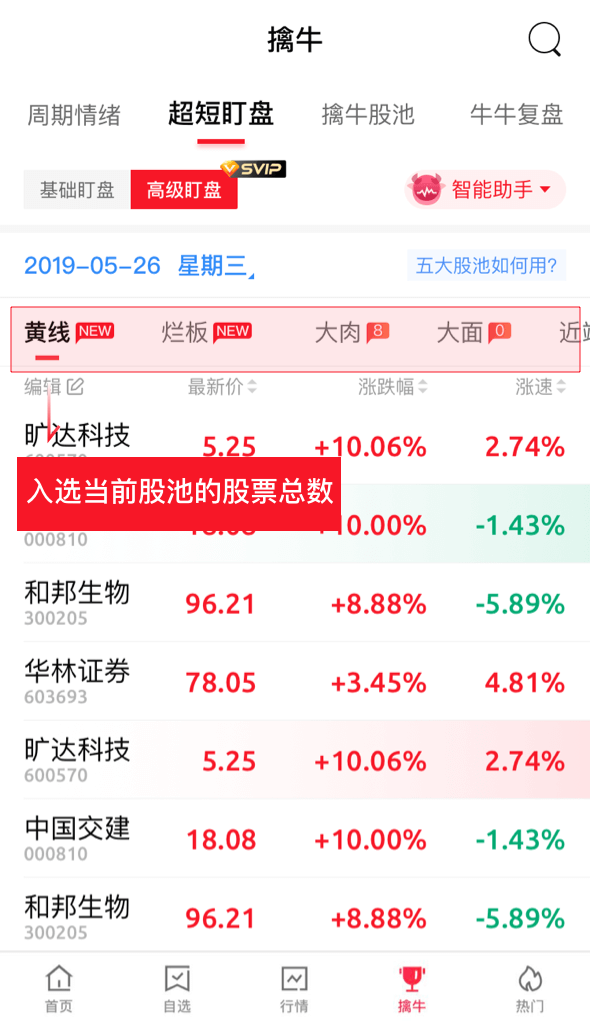 擒牛
周期情绪 超短盯盘 擒牛股池 牛牛复盘
基础盯盘 高级盯盘 SVIP 智能助手
2019-05-26 星期三 五大股池如何用?
黄线 NEW 烂板 NEW 大肉 8 大面 0 近
编辑 最新价 涨跌幅 涨速
旷达科技 5.25 +10.06% 2.74%
入选当前股池的股票总数
10.00% -1.43%
000810
和邦生物 96.21 +8.88% -5.89%
300205
华林证券 78.05 +3.45% 4.81%
603693
旷达科技 5.25 +10.06% 2.74%
600570
中国交建 18.08 +10.00% -1.43%
000810
和邦生物 96.21 +8.88% -5.89%
300205
首页 自选 行情 擒牛 热门